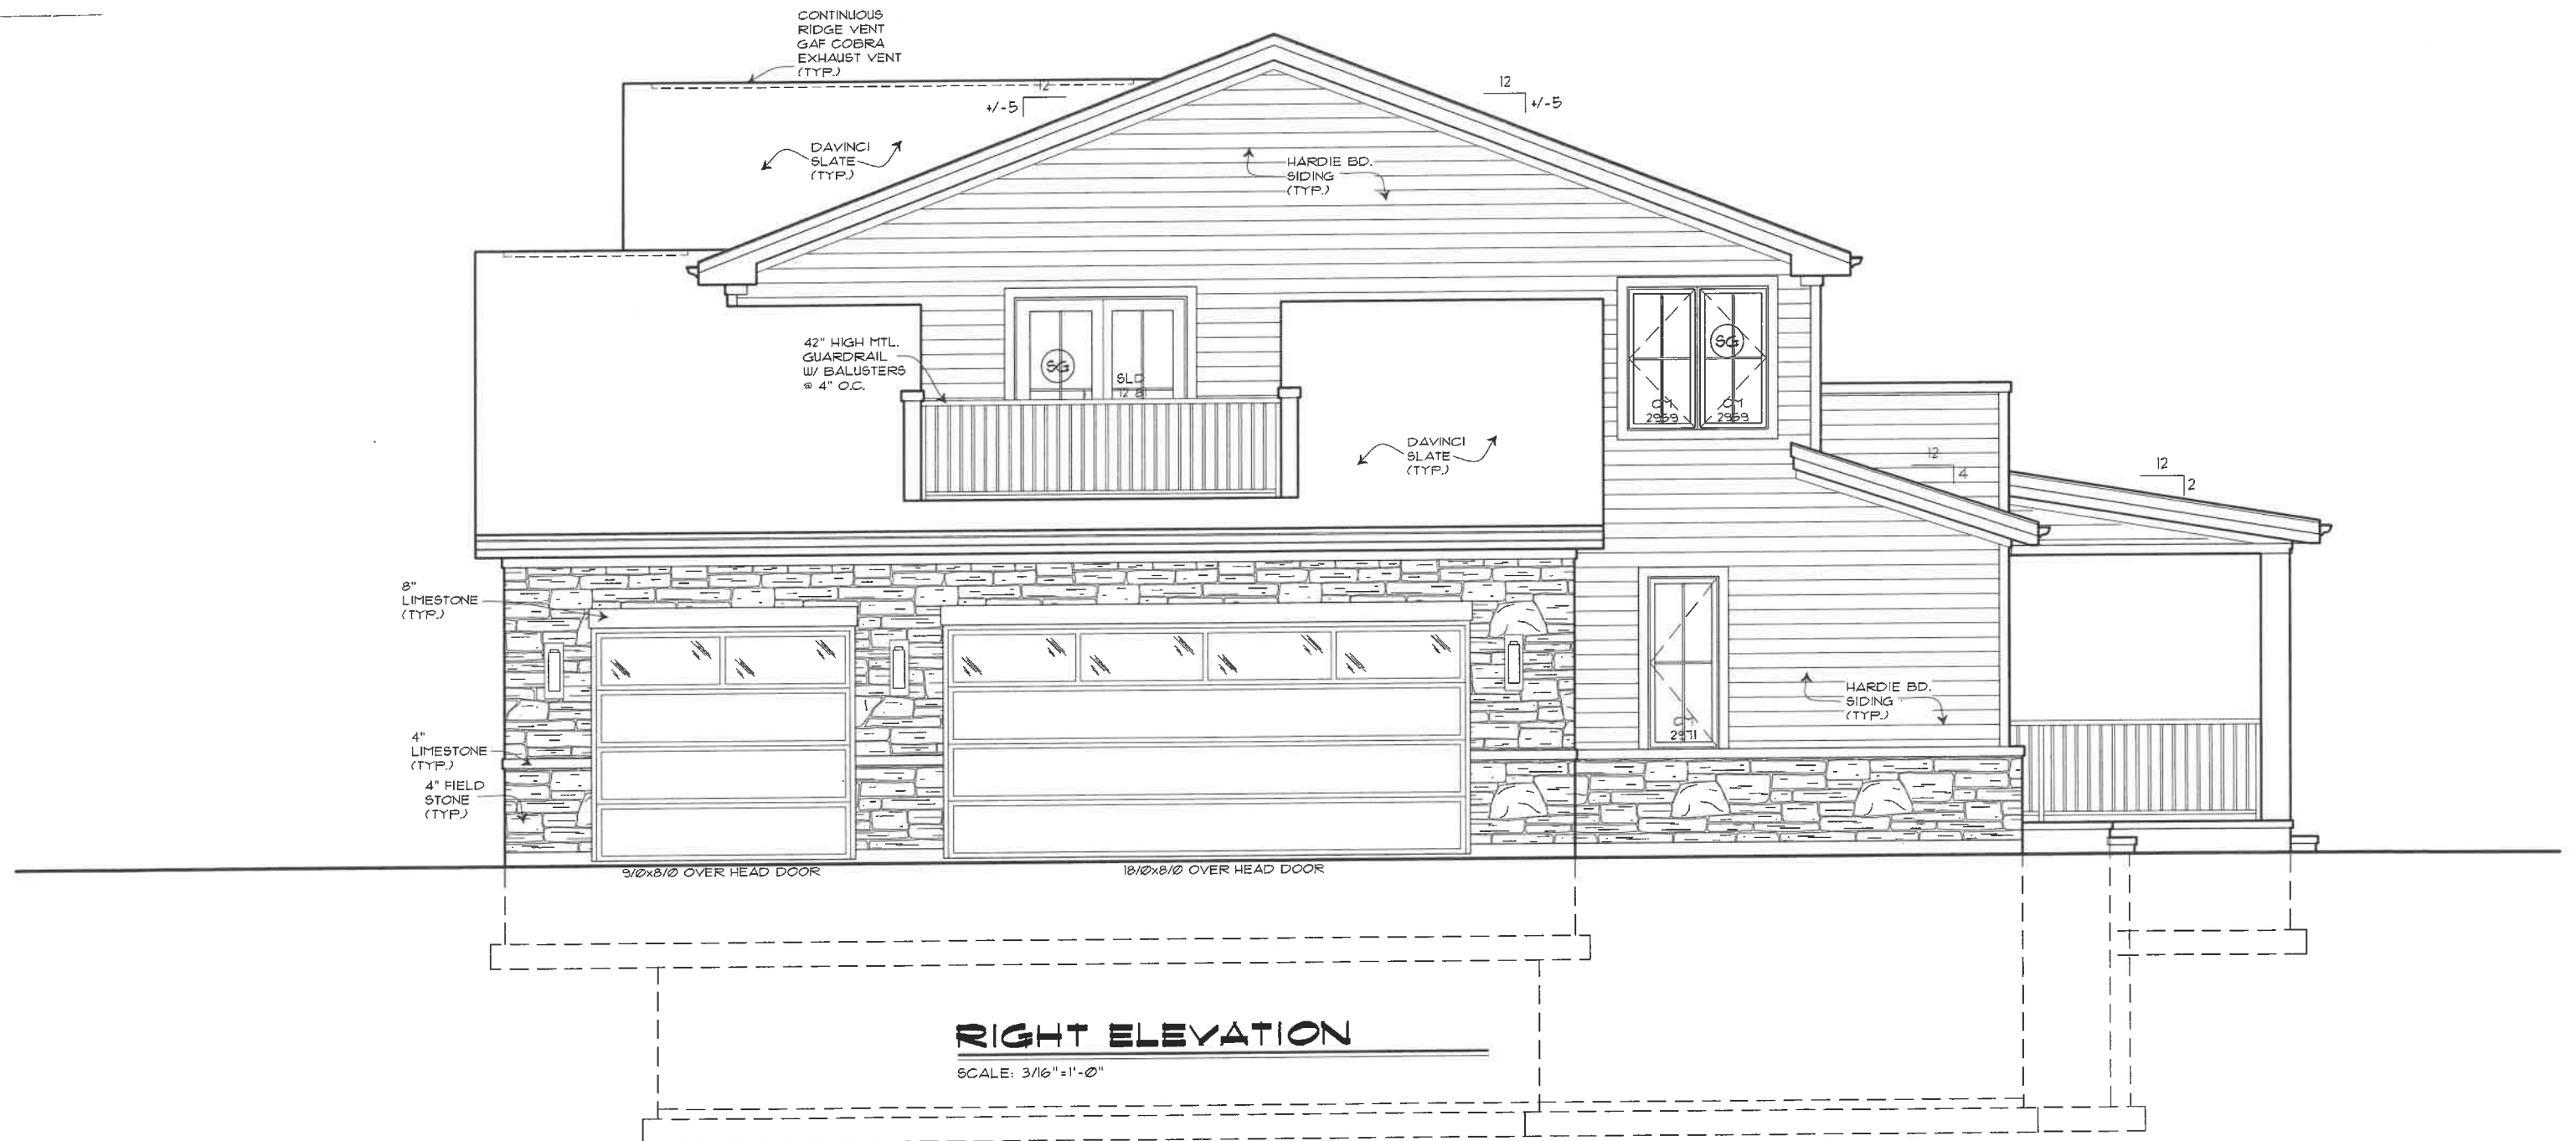 CONTINUOUS
RIDGE VENT
GAF COBRA
EXHAUST VENT
(TYP.)
12
+/-5
12
+/-5
DAVINCI
SLATE
(TYP.)
HARDIE BD.
SIDING
(TYP.)
42" HIGH MTL.
GUARDRAIL
W/ BALUSTERS
@ 4" O.C.
SG
SLD
SG
2959
2959
DAVINCI
SLATE
(TYP.)
12
4
12
2
8"
LIMESTONE
(TYP.)
4"
LIMESTONE
(TYP.)
4" FIELD
STONE
(TYP.)
2971
HARDIE BD.
SIDING
(TYP.)
9/0x8/0 OVER HEAD DOOR
18/0x8/0 OVER HEAD DOOR
RIGHT ELEVATION
SCALE: 3/16"=1'-0"